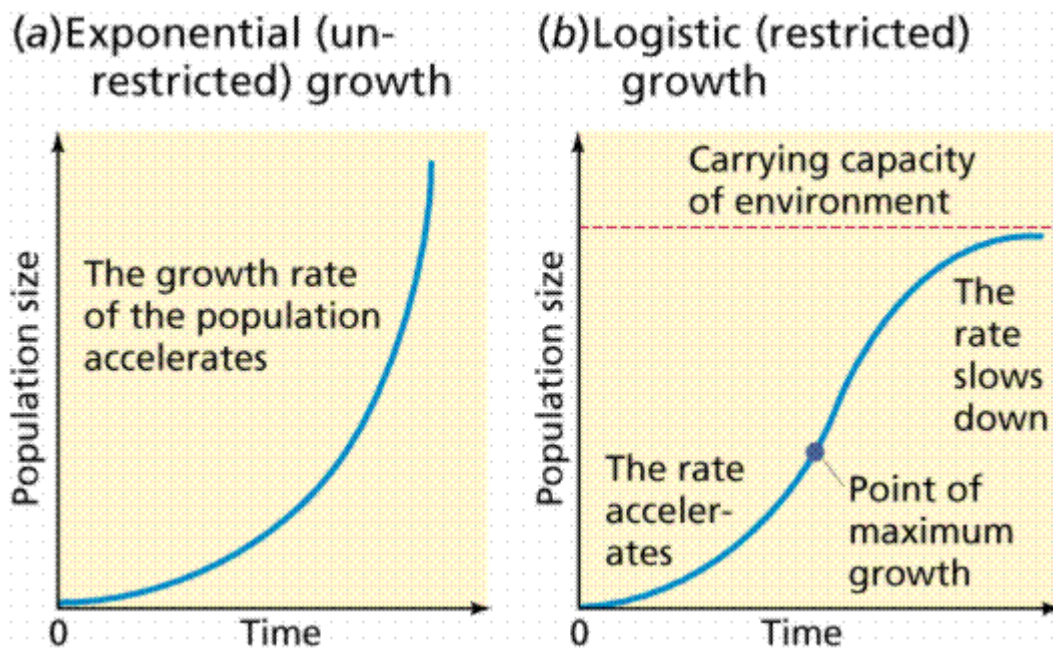 (a)Exponential (un-
restricted) growth
Population size
The growth rate
of the population
accelerates
0
Time
(b)Logistic (restricted)
growth
Population size
Carrying capacity
of environment
The
rate
slows
down
The rate
acceler-
ates
Point of
maximum
growth
0
Time